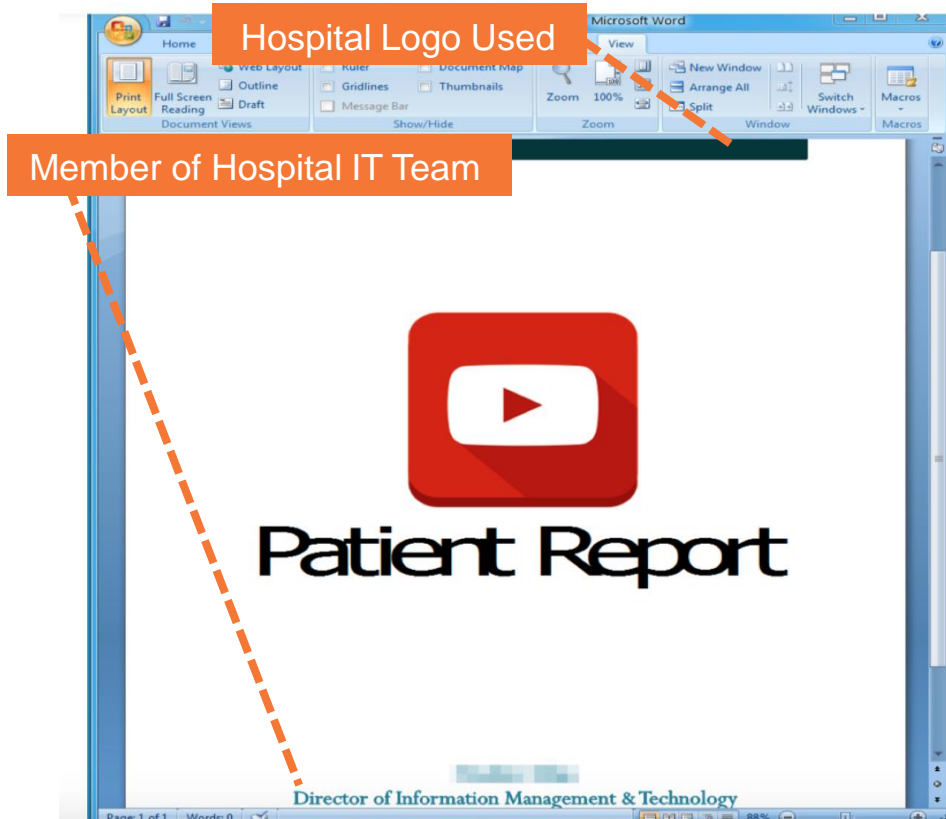 Microsoft Word
Hospital Logo Used
Home
View
Web Layout
Outline
Draft
Print Layout
Full Screen Reading
Document Views
Ruler
Gridlines
Message Bar
Document Map
Thumbnails
Show/Hide
Zoom
100%
Zoom
New Window
Arrange All
Split
Switch Windows
Window
Macros
Macros
Member of Hospital IT Team
Patient Report
Director of Information Management & Technology
Page: 1 of 1
Words: 0
88%